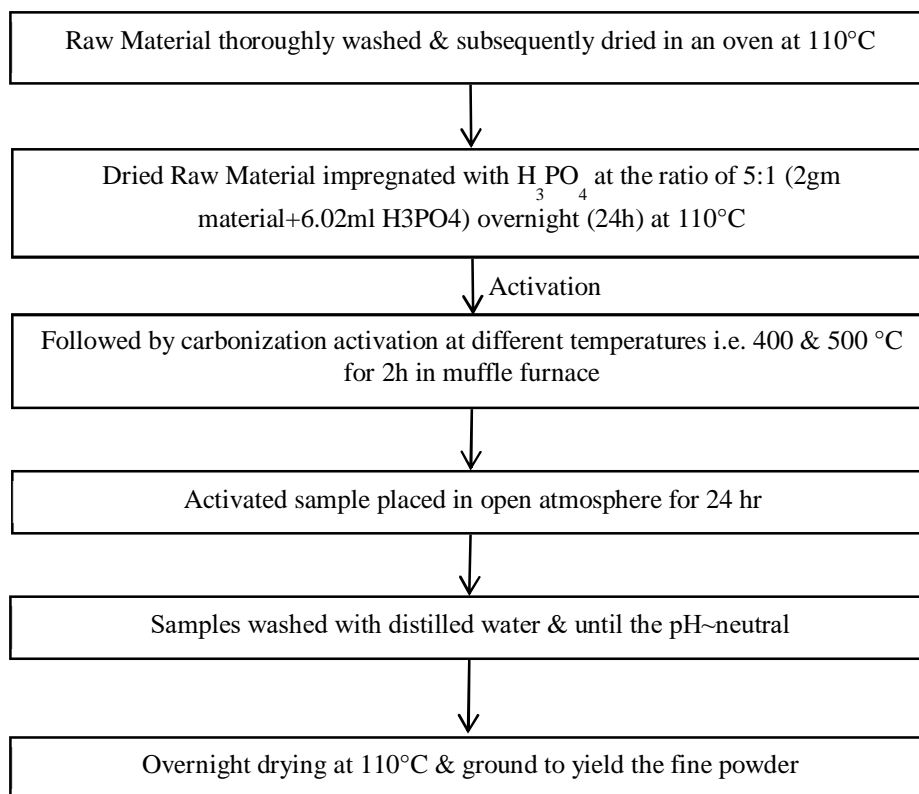 Raw Material thoroughly washed & subsequently dried in an oven at 110°C
Dried Raw Material impregnated with H₃PO₄ at the ratio of 5:1 (2gm
material+6.02ml H3PO4) overnight (24h) at 110°C
Activation
Followed by carbonization activation at different temperatures i.e. 400 & 500 °C
for 2h in muffle furnace
Activated sample placed in open atmosphere for 24 hr
Samples washed with distilled water & until the pH~neutral
Overnight drying at 110°C & ground to yield the fine powder